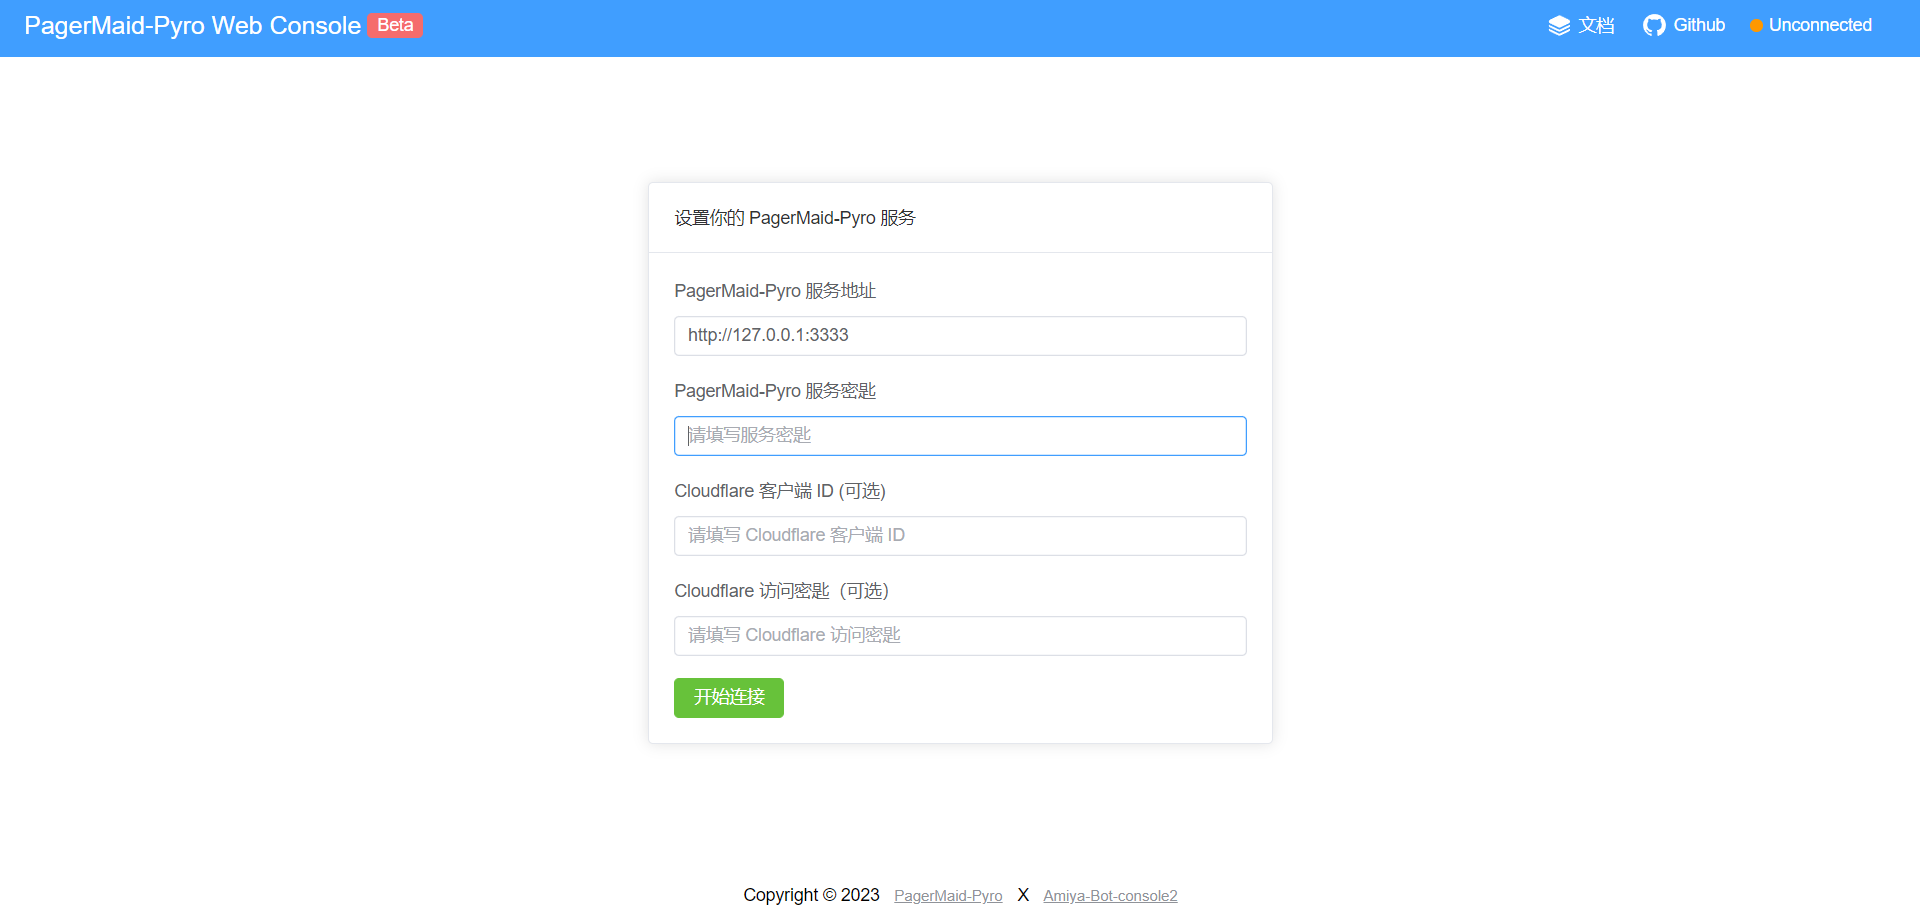 PagerMaid-Pyro Web Console Beta 文档 Github Unconnected
设置你的 PagerMaid-Pyro 服务
PagerMaid-Pyro 服务地址
http://127.0.0.1:3333
PagerMaid-Pyro 服务密匙
请填写服务密匙
Cloudflare 客户端 ID (可选)
请填写 Cloudflare 客户端 ID
Cloudflare 访问密匙（可选）
请填写 Cloudflare 访问密匙
开始连接
Copyright © 2023 PagerMaid-Pyro X Amiya-Bot-console2